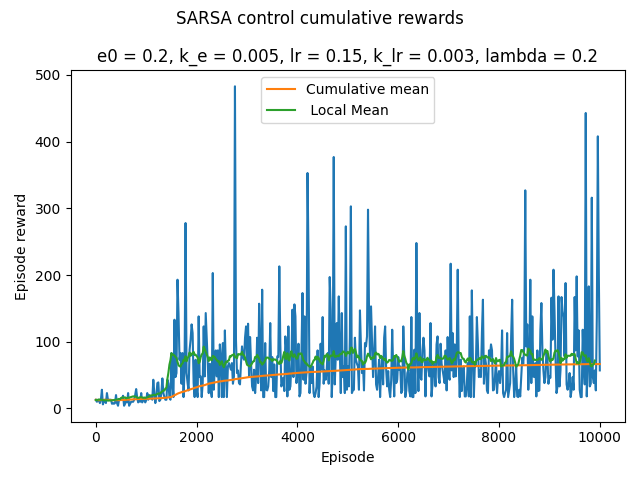 SARSA control cumulative rewards
e0 = 0.2, k_e = 0.005, lr = 0.15, k_lr = 0.003, lambda = 0.2
Cumulative mean
Local Mean
500
400
300
200
100
0
Episode reward
0 2000 4000 6000 8000 10000
Episode